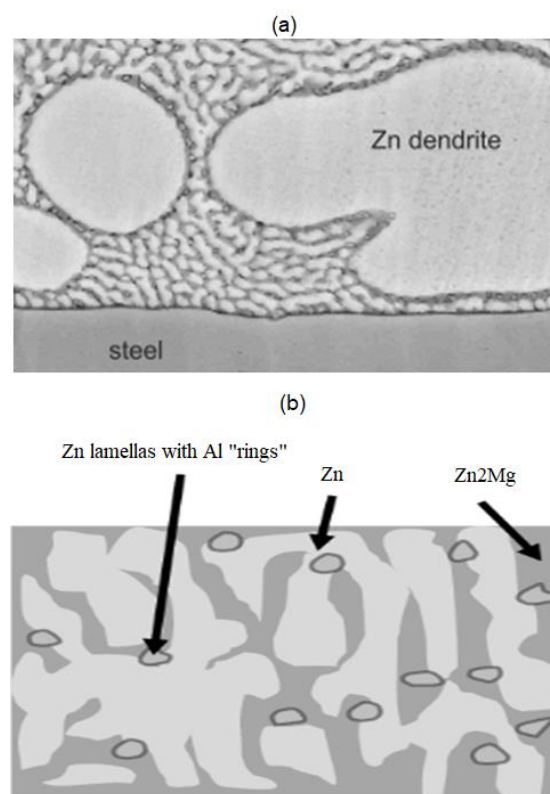 (a)
Zn dendrite
steel
(b)
Zn lamellas with Al "rings"
Zn
Zn2Mg